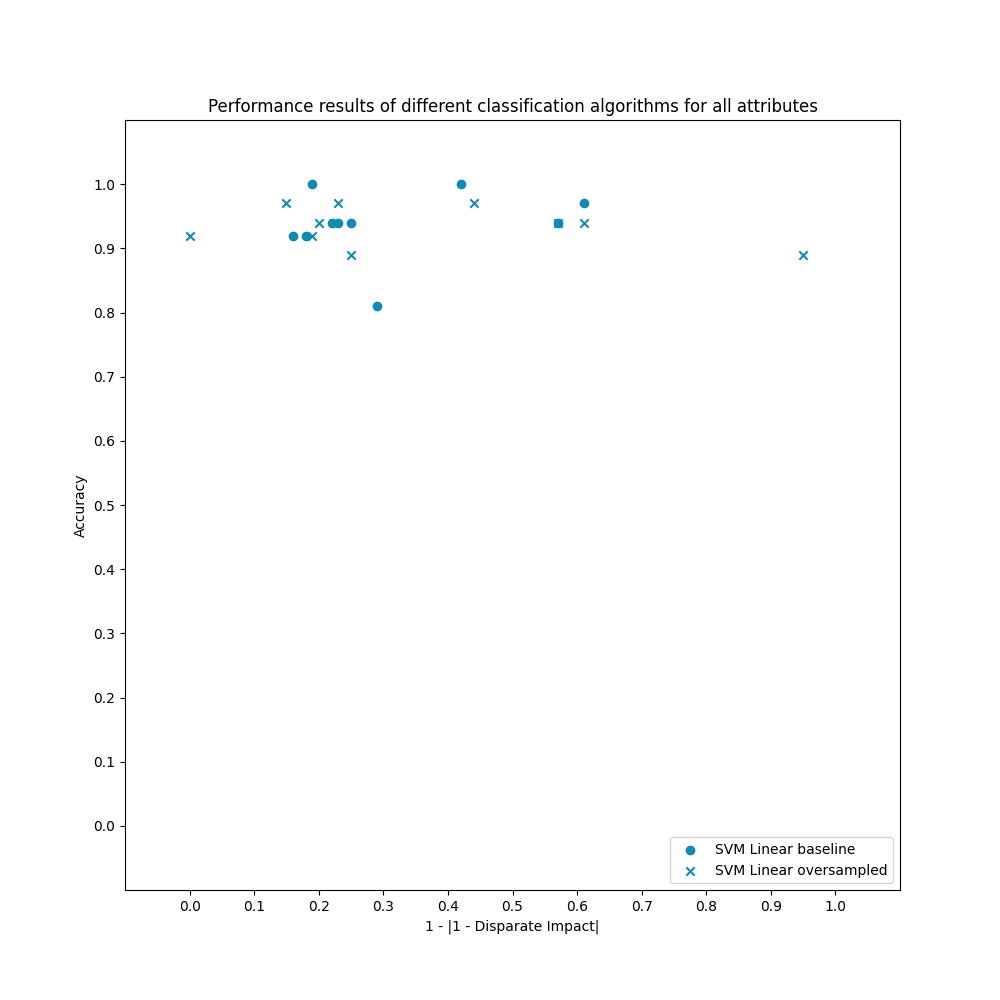 Performance results of different classification algorithms for all attributes
1.0
0.9
0.8
0.7
0.6
0.5
0.4
0.3
0.2
0.1
0.0
Accuracy
SVM Linear baseline
SVM Linear oversampled
0.0 0.1 0.2 0.3 0.4 0.5 0.6 0.7 0.8 0.9 1.0
1 - |1 - Disparate Impact|